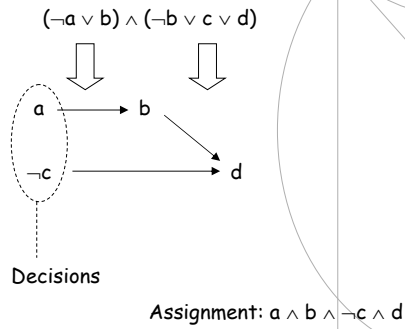 (¬a ∨ b) ∧ (¬b ∨ c ∨ d)
a b
¬c d
Decisions
Assignment: a ∧ b ∧ ¬c ∧ d